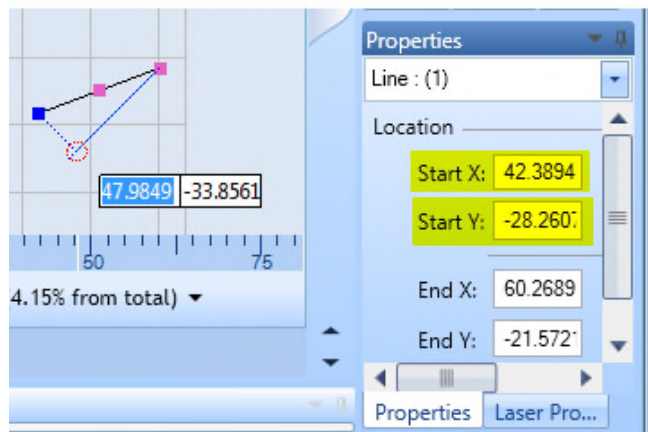 Properties
Line : (1)
Location
Start X: 42.3894
Start Y: -28.2607
47.9849 -33.8561
50 75
4.15% from total)
End X: 60.2689
End Y: -21.572
Properties Laser Pro...